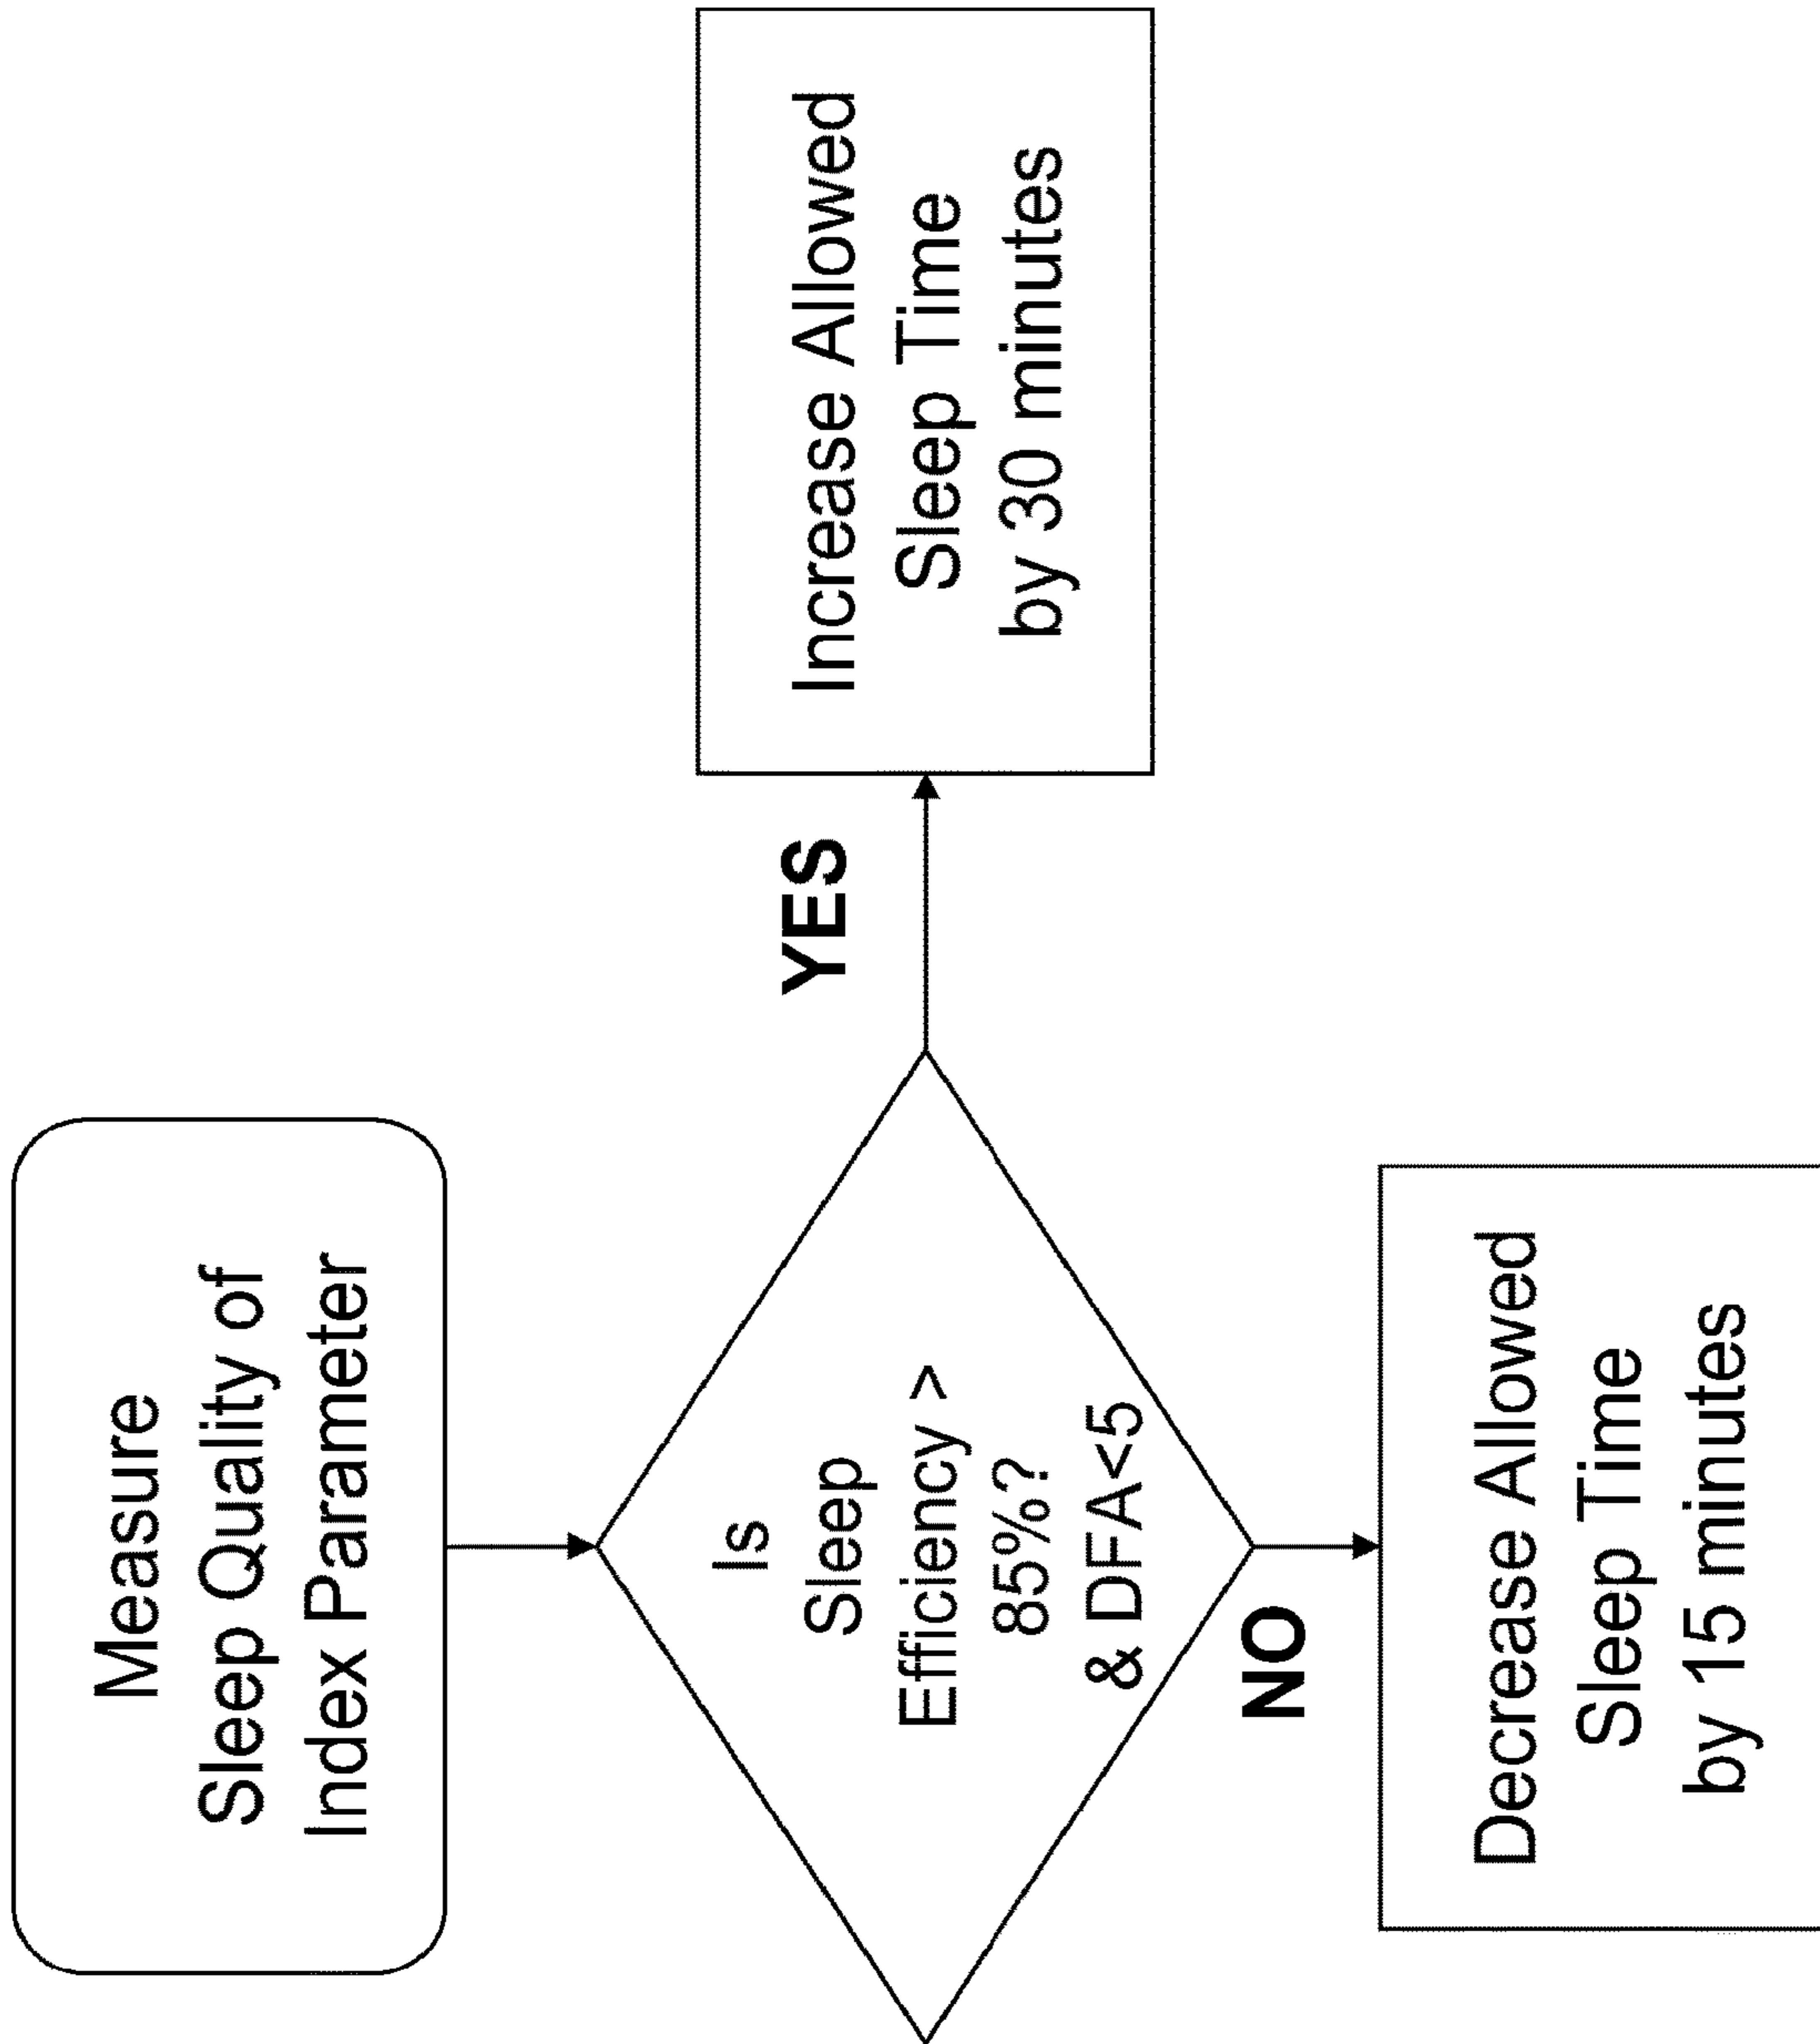 Measure
Sleep Quality of
Index Parameter
Is
Sleep
Efficiency >
85%?
& DFA<5
YES
Increase Allowed
Sleep Time
by 30 minutes
NO
Decrease Allowed
Sleep Time
by 15 minutes